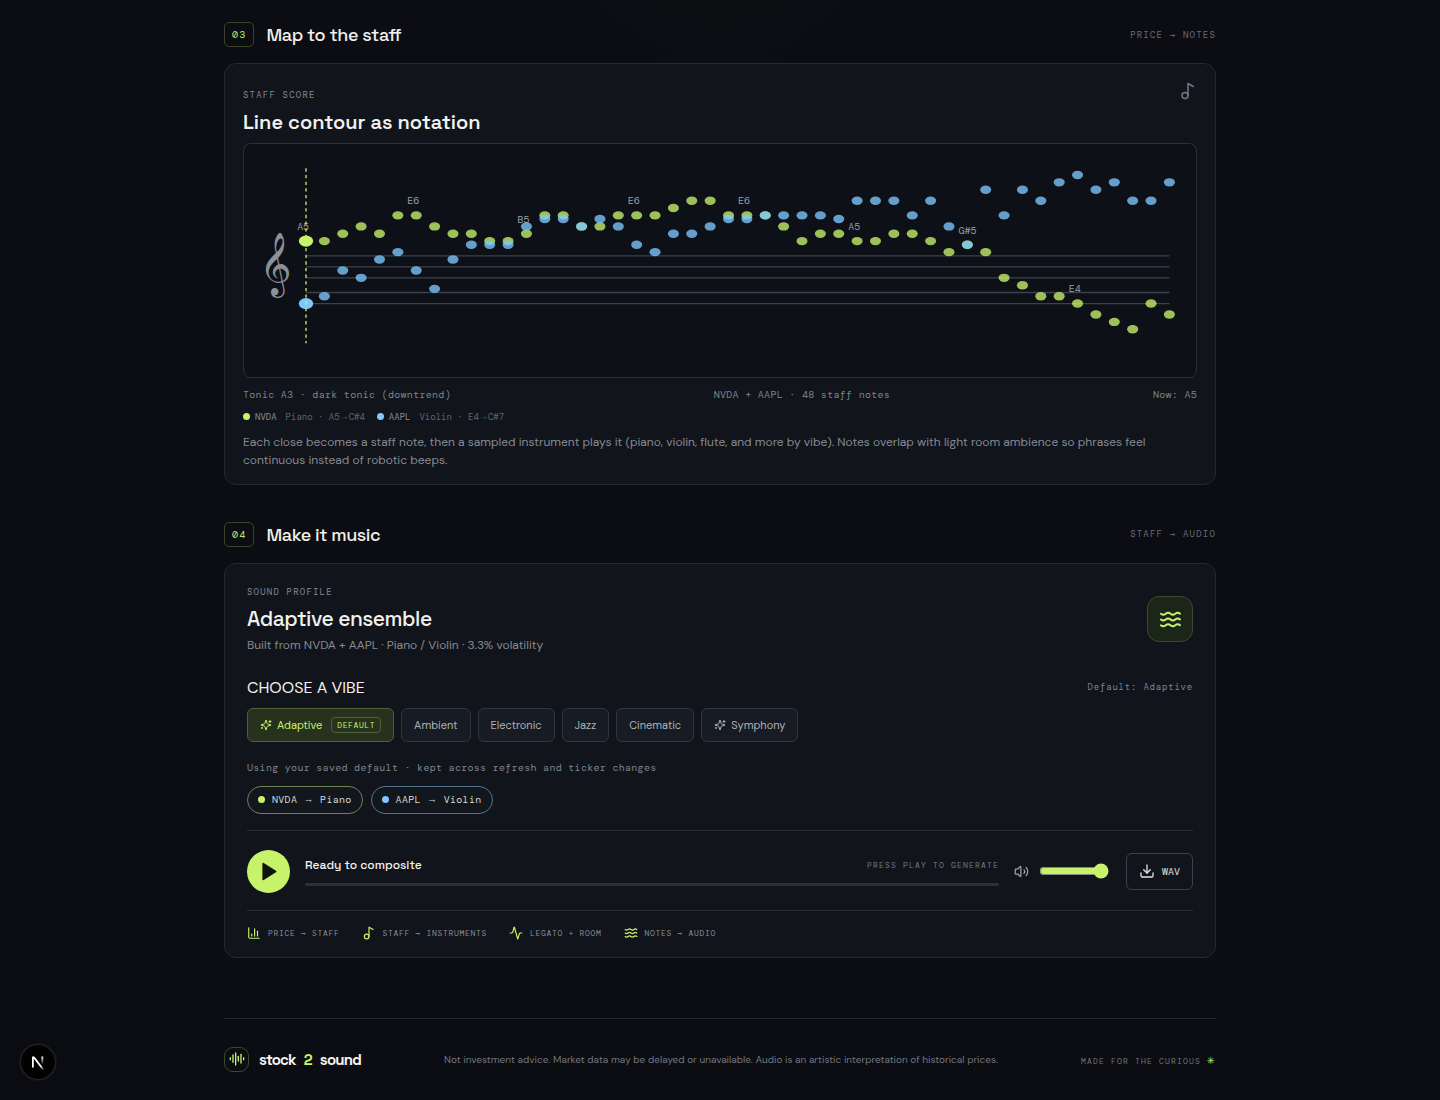 03 Map to the staff PRICE → NOTES
STAFF SCORE
Line contour as notation
E6 E6 E6
A5 B5 A5 G#5
E4
Tonic A3 · dark tonic (downtrend) NVDA + AAPL · 48 staff notes Now: A5
NVDA Piano · A5→C#4 AAPL Violin · E4→C#7
Each close becomes a staff note, then a sampled instrument plays it (piano, violin, flute, and more by vibe). Notes overlap with light room ambience so phrases feel
continuous instead of robotic beeps.
04 Make it music STAFF → AUDIO
SOUND PROFILE
Adaptive ensemble
Built from NVDA + AAPL · Piano / Violin · 3.3% volatility
CHOOSE A VIBE Default: Adaptive
Adaptive DEFAULT Ambient Electronic Jazz Cinematic Symphony
Using your saved default · kept across refresh and ticker changes
NVDA → Piano AAPL → Violin
Ready to composite PRESS PLAY TO GENERATE WAV
PRICE → STAFF STAFF → INSTRUMENTS LEGATO + ROOM NOTES → AUDIO
N stock 2 sound Not investment advice. Market data may be delayed or unavailable. Audio is an artistic interpretation of historical prices. MADE FOR THE CURIOUS ✳